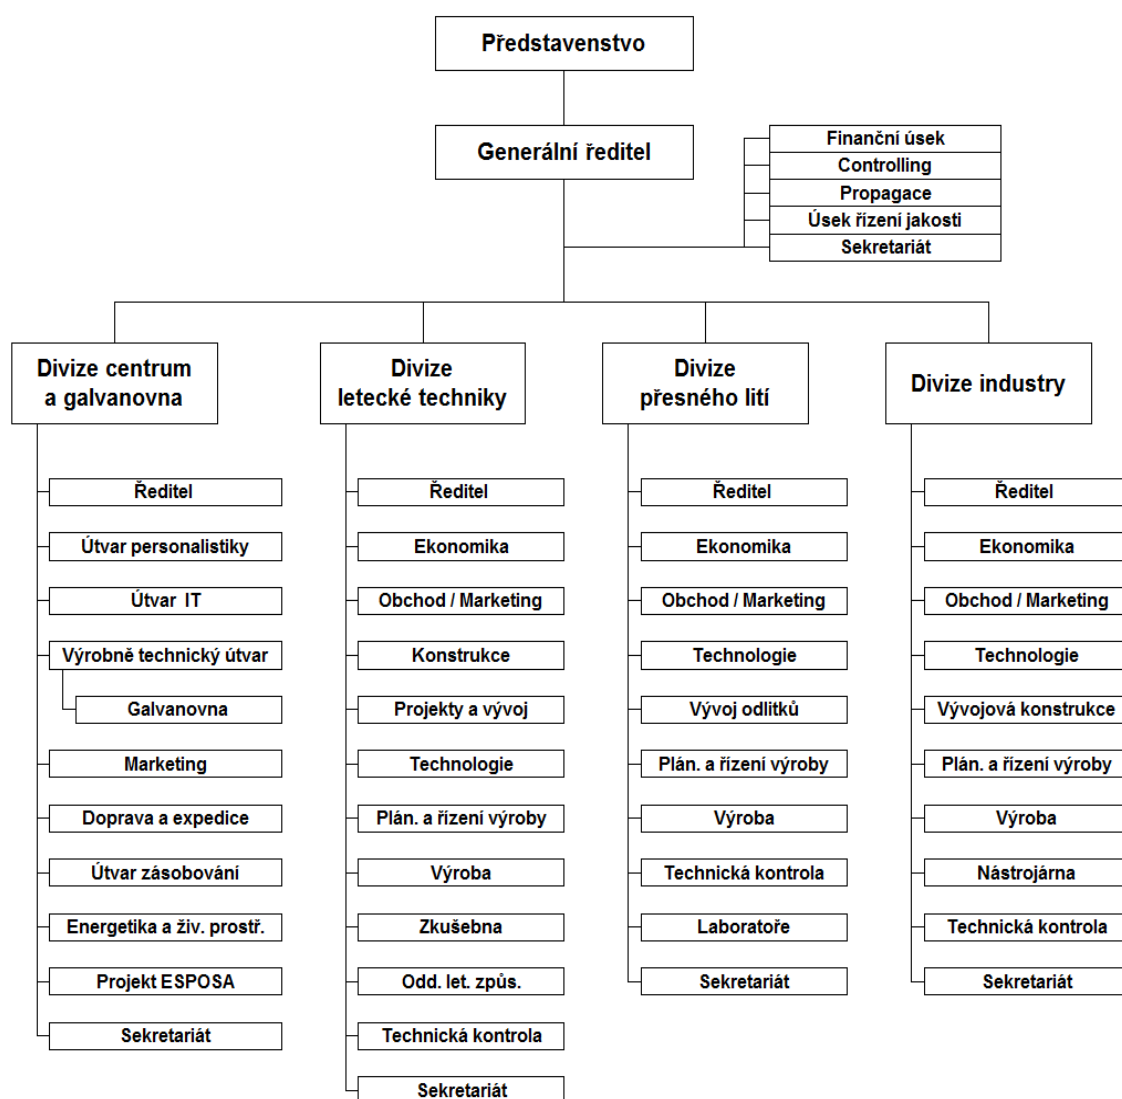 Představenstvo
Generální ředitel
Finanční úsek
Controlling
Propagace
Úsek řízení jakosti
Sekretariát
Divize centrum
a galvanovna
Ředitel
Útvar personalistiky
Útvar IT
Výrobně technický útvar
Galvanovna
Marketing
Doprava a expedice
Útvar zásobování
Energetika a živ. prostř.
Projekt ESPOSA
Sekretariát
Divize
letecké techniky
Ředitel
Ekonomika
Obchod / Marketing
Konstrukce
Projekty a vývoj
Technologie
Plán. a řízení výroby
Výroba
Zkušebna
Odd. let. způs.
Technická kontrola
Sekretariát
Divize
přesného lití
Ředitel
Ekonomika
Obchod / Marketing
Technologie
Vývoj odlitků
Plán. a řízení výroby
Výroba
Technická kontrola
Laboratoře
Sekretariát
Divize industry
Ředitel
Ekonomika
Obchod / Marketing
Technologie
Vývojová konstrukce
Plán. a řízení výroby
Výroba
Nástrojárna
Technická kontrola
Sekretariát